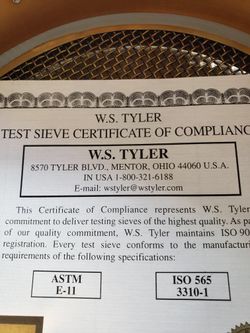 W.S. TYLER
TEST SIEVE CERTIFICATE OF COMPLIANC
W.S. TYLER
8570 TYLER BLVD., MENTOR, OHIO 44060 U.S.A.
IN USA 1-800-321-6188
E-mail: wstyler@wstyler.com
This Certificate of Compliance represents W.S. Tyler
commitment to deliver testing sieves of the highest quality. As pa
of our quality commitment, W.S. Tyler maintains ISO 90
registration. Every test sieve conforms to the manufacturi
requirements of the following specifications:
ASTM
E-11
ISO 565
3310-1